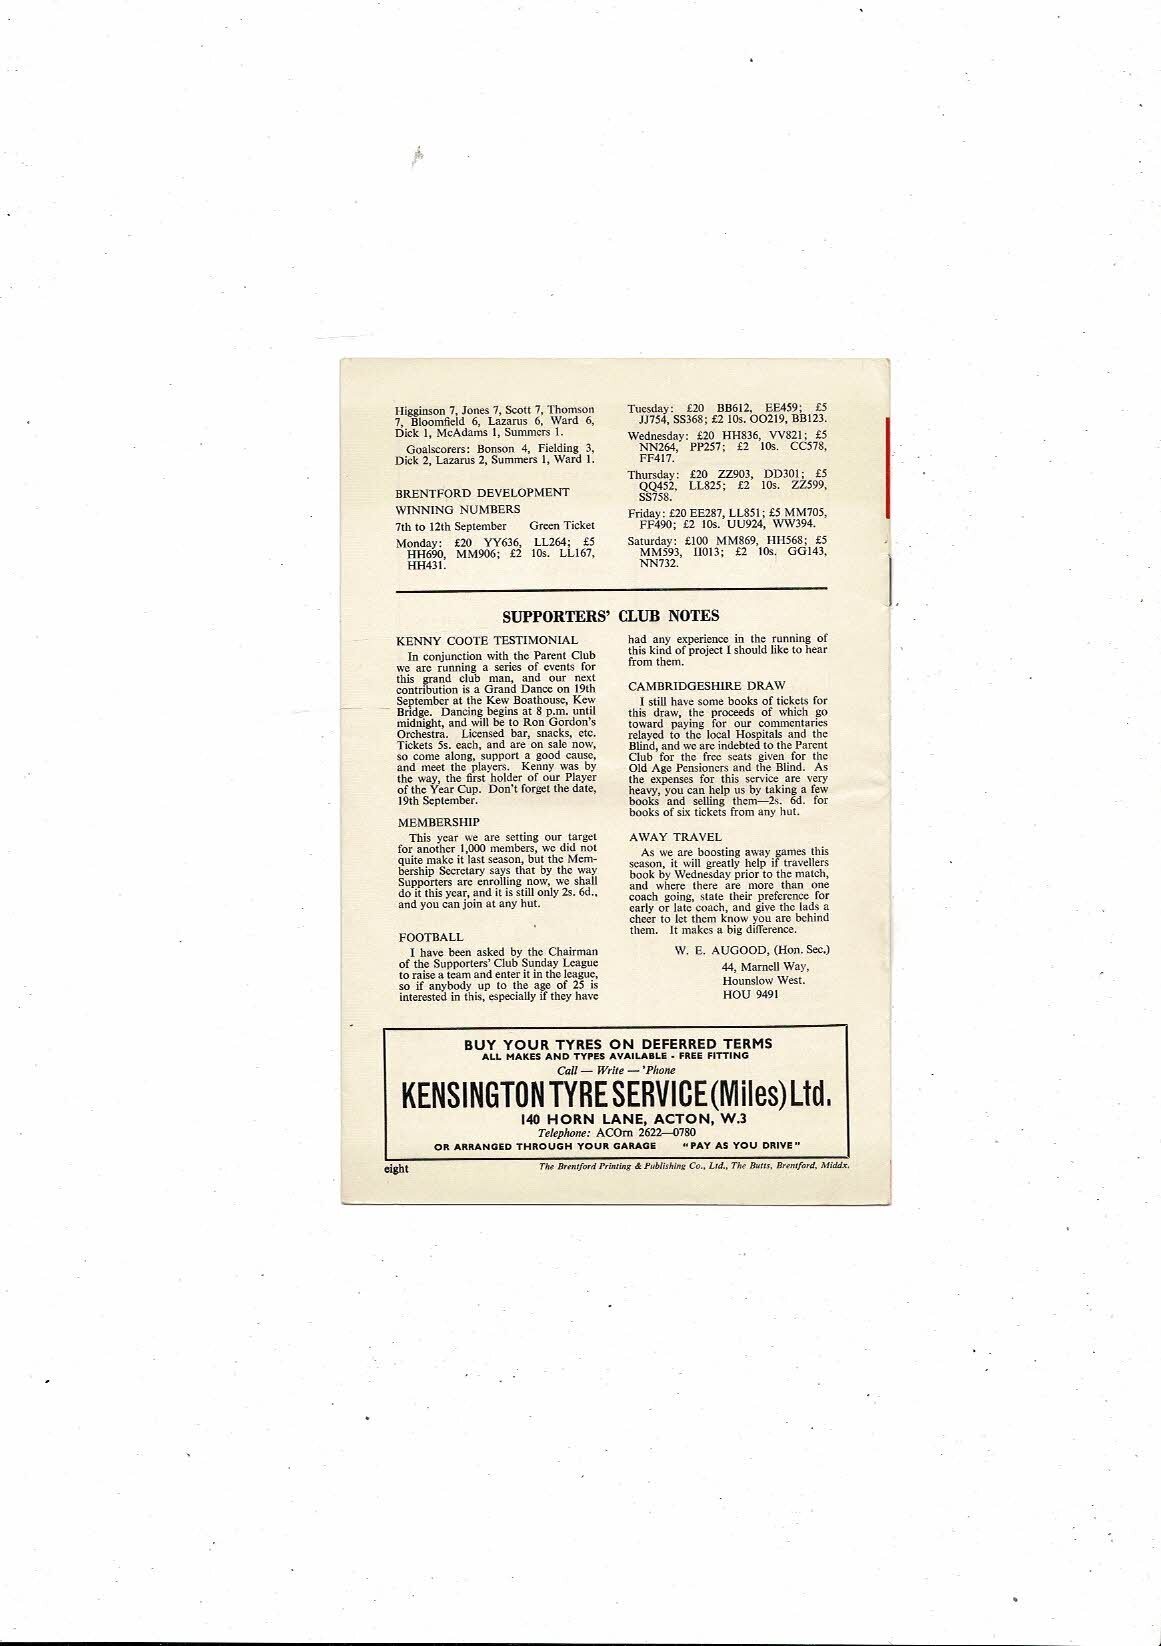 Higginson 7, Jones 7, Scott 7, Thomson
7, Bloomfield 6, Lazarus 6, Ward 6,
Dick 1, McAdams 1, Summers 1.
Goalscorers: Bonson 4, Fielding 3,
Dick 2, Lazarus 2, Summers 1, Ward 1.
BRENTFORD DEVELOPMENT
WINNING NUMBERS
7th to 12th September Green Ticket
Monday: £20 YY636, LL264; £5
HH690, MM906; £2 10s. LL167,
HH431.
Tuesday: £20 BB612, EE459; £5
JJ754, SS368; £2 10s. OO219, BB123.
Wednesday: £20 HH836, VV821; £5
NN264, PP257; £2 10s. CC578,
FF417.
Thursday: £20 ZZ903, DD301; £5
QQ452, LL825; £2 10s. ZZ599,
SS758.
Friday: £20 EE287, LL851; £5 MM705,
FF490; £2 10s. UU924, WW394.
Saturday: £100 MM869, HH568; £5
MM593, II013; £2 10s. GG143,
NN732.
SUPPORTERS' CLUB NOTES
KENNY COOTE TESTIMONIAL
In conjunction with the Parent Club
we are running a series of events for
this grand club man, and our next
contribution is a Grand Dance on 19th
September at the Kew Boathouse, Kew
Bridge. Dancing begins at 8 p.m. until
midnight, and will be to Ron Gordon's
Orchestra. Licensed bar, snacks, etc.
Tickets 5s. each, and are on sale now,
so come along, support a good cause,
and meet the players. Kenny was by
the way, the first holder of our Player
of the Year Cup. Don't forget the date,
19th September.
MEMBERSHIP
This year we are setting our target
for another 1,000 members, we did not
quite make it last season, but the Mem-
bership Secretary says that by the way
Supporters are enrolling now, we shall
do it this year, and it is still only 2s. 6d.,
and you can join at any hut.
FOOTBALL
I have been asked by the Chairman
of the Supporters' Club Sunday League
to raise a team and enter it in the league,
so if anybody up to the age of 25 is
interested in this, especially if they have
had any experience in the running of
this kind of project I should like to hear
from them.
CAMBRIDGESHIRE DRAW
I still have some books of tickets for
this draw, the proceeds of which go
toward paying for our commentaries
relayed to the local Hospitals and the
Blind, and we are indebted to the Parent
Club for the free seats given for the
Old Age Pensioners and the Blind. As
the expenses for this service are very
heavy, you can help us by taking a few
books and selling them—2s. 6d. for
books of six tickets from any hut.
AWAY TRAVEL
As we are boosting away games this
season, it will greatly help if travellers
book by Wednesday prior to the match,
and where there are more than one
coach going, state their preference for
early or late coach, and give the lads a
cheer to let them know you are behind
them. It makes a big difference.
W. E. AUGOOD, (Hon. Sec.)
44, Marnell Way,
Hounslow West.
HOU 9491
BUY YOUR TYRES ON DEFERRED TERMS
ALL MAKES AND TYPES AVAILABLE - FREE FITTING
Call — Write — 'Phone
KENSINGTON TYRE SERVICE (Miles) Ltd.
140 HORN LANE, ACTON, W.3
Telephone: ACOrn 2622—0780
OR ARRANGED THROUGH YOUR GARAGE "PAY AS YOU DRIVE"
eight
The Brentford Printing & Publishing Co., Ltd., The Butts, Brentford, Middx.